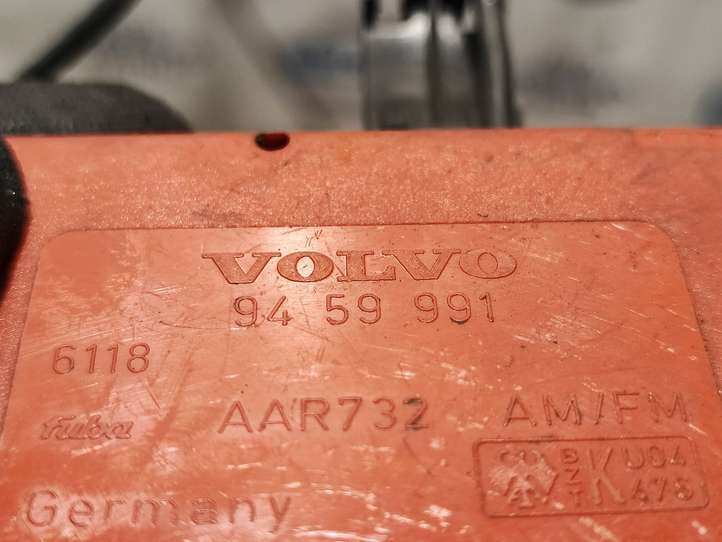 VOLVO
94 59 991
6118
fuba AAR732 AM/FM
Germany